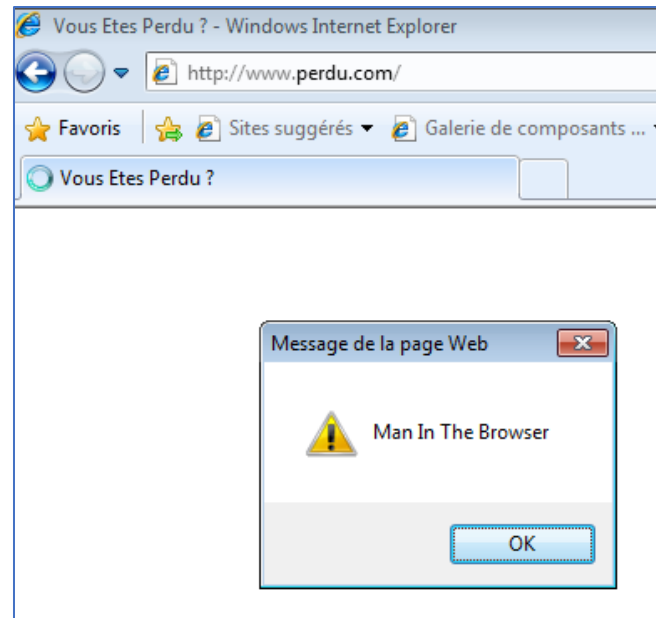 Vous Etes Perdu ? - Windows Internet Explorer
http://www.perdu.com/
Favoris Sites suggérés Galerie de composants ...
Vous Etes Perdu ?
Message de la page Web
Man In The Browser
OK